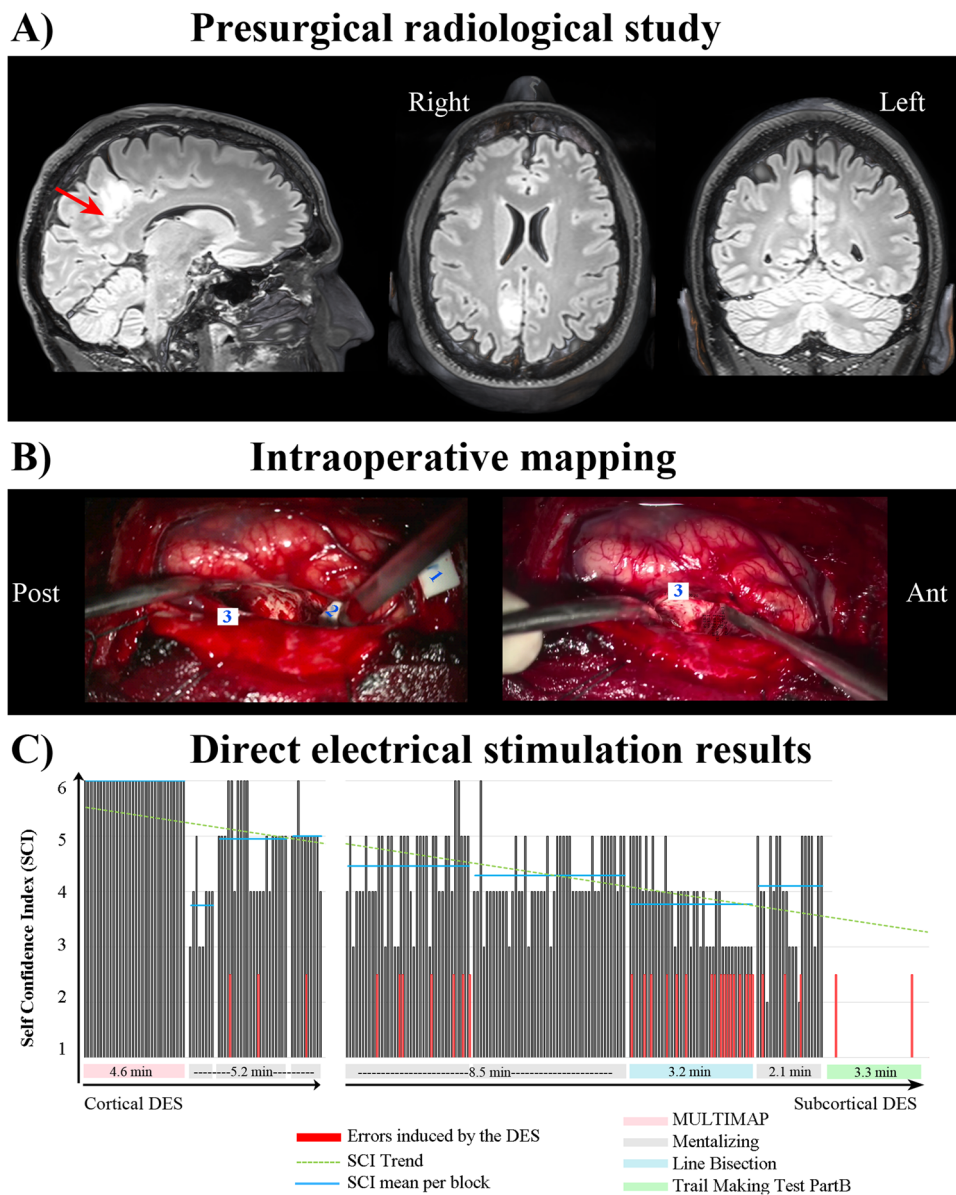 A) Presurgical radiological study
Right
Left
B) Intraoperative mapping
Post
3
2
1
3
Ant
C) Direct electrical stimulation results
Self Confidence Index (SCI)
6
5
4
3
2
1
4.6 min
--------5.2 min---------
-----------------------8.5 min-----------------------
3.2 min
2.1 min
3.3 min
Cortical DES
Subcortical DES
Errors induced by the DES
SCI Trend
SCI mean per block
MULTIMAP
Mentalizing
Line Bisection
Trail Making Test PartB